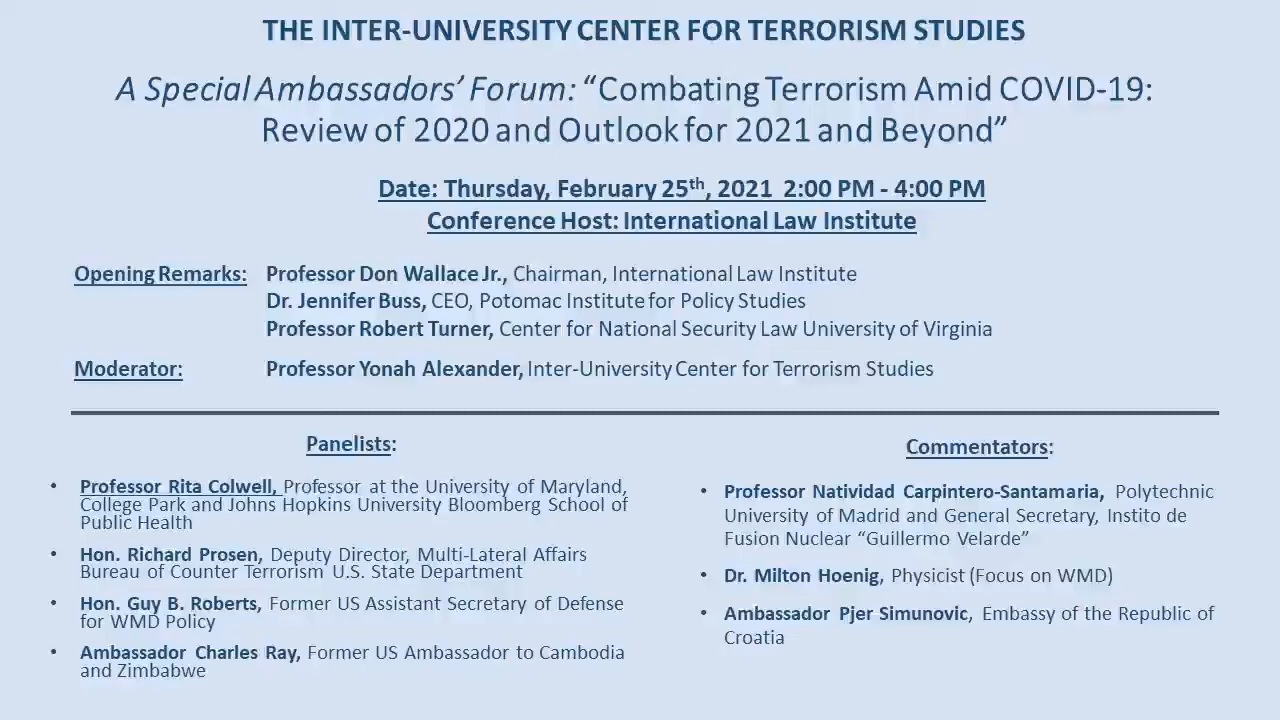 THE INTER-UNIVERSITY CENTER FOR TERRORISM STUDIES
A Special Ambassadors’ Forum: “Combating Terrorism Amid COVID-19:
Review of 2020 and Outlook for 2021 and Beyond”
Date: Thursday, February 25th, 2021 2:00 PM - 4:00 PM
Conference Host: International Law Institute
Opening Remarks: Professor Don Wallace Jr., Chairman, International Law Institute
Dr. Jennifer Buss, CEO, Potomac Institute for Policy Studies
Professor Robert Turner, Center for National Security Law University of Virginia
Moderator: Professor Yonah Alexander, Inter-University Center for Terrorism Studies
Panelists:
• Professor Rita Colwell, Professor at the University of Maryland,
College Park and Johns Hopkins University Bloomberg School of
Public Health
• Hon. Richard Prosen, Deputy Director, Multi-Lateral Affairs
Bureau of Counter Terrorism U.S. State Department
• Hon. Guy B. Roberts, Former US Assistant Secretary of Defense
for WMD Policy
• Ambassador Charles Ray, Former US Ambassador to Cambodia
and Zimbabwe
Commentators:
• Professor Natividad Carpintero-Santamaria, Polytechnic
University of Madrid and General Secretary, Instito de
Fusion Nuclear “Guillermo Velarde”
• Dr. Milton Hoenig, Physicist (Focus on WMD)
• Ambassador Pjer Simunovic, Embassy of the Republic of
Croatia